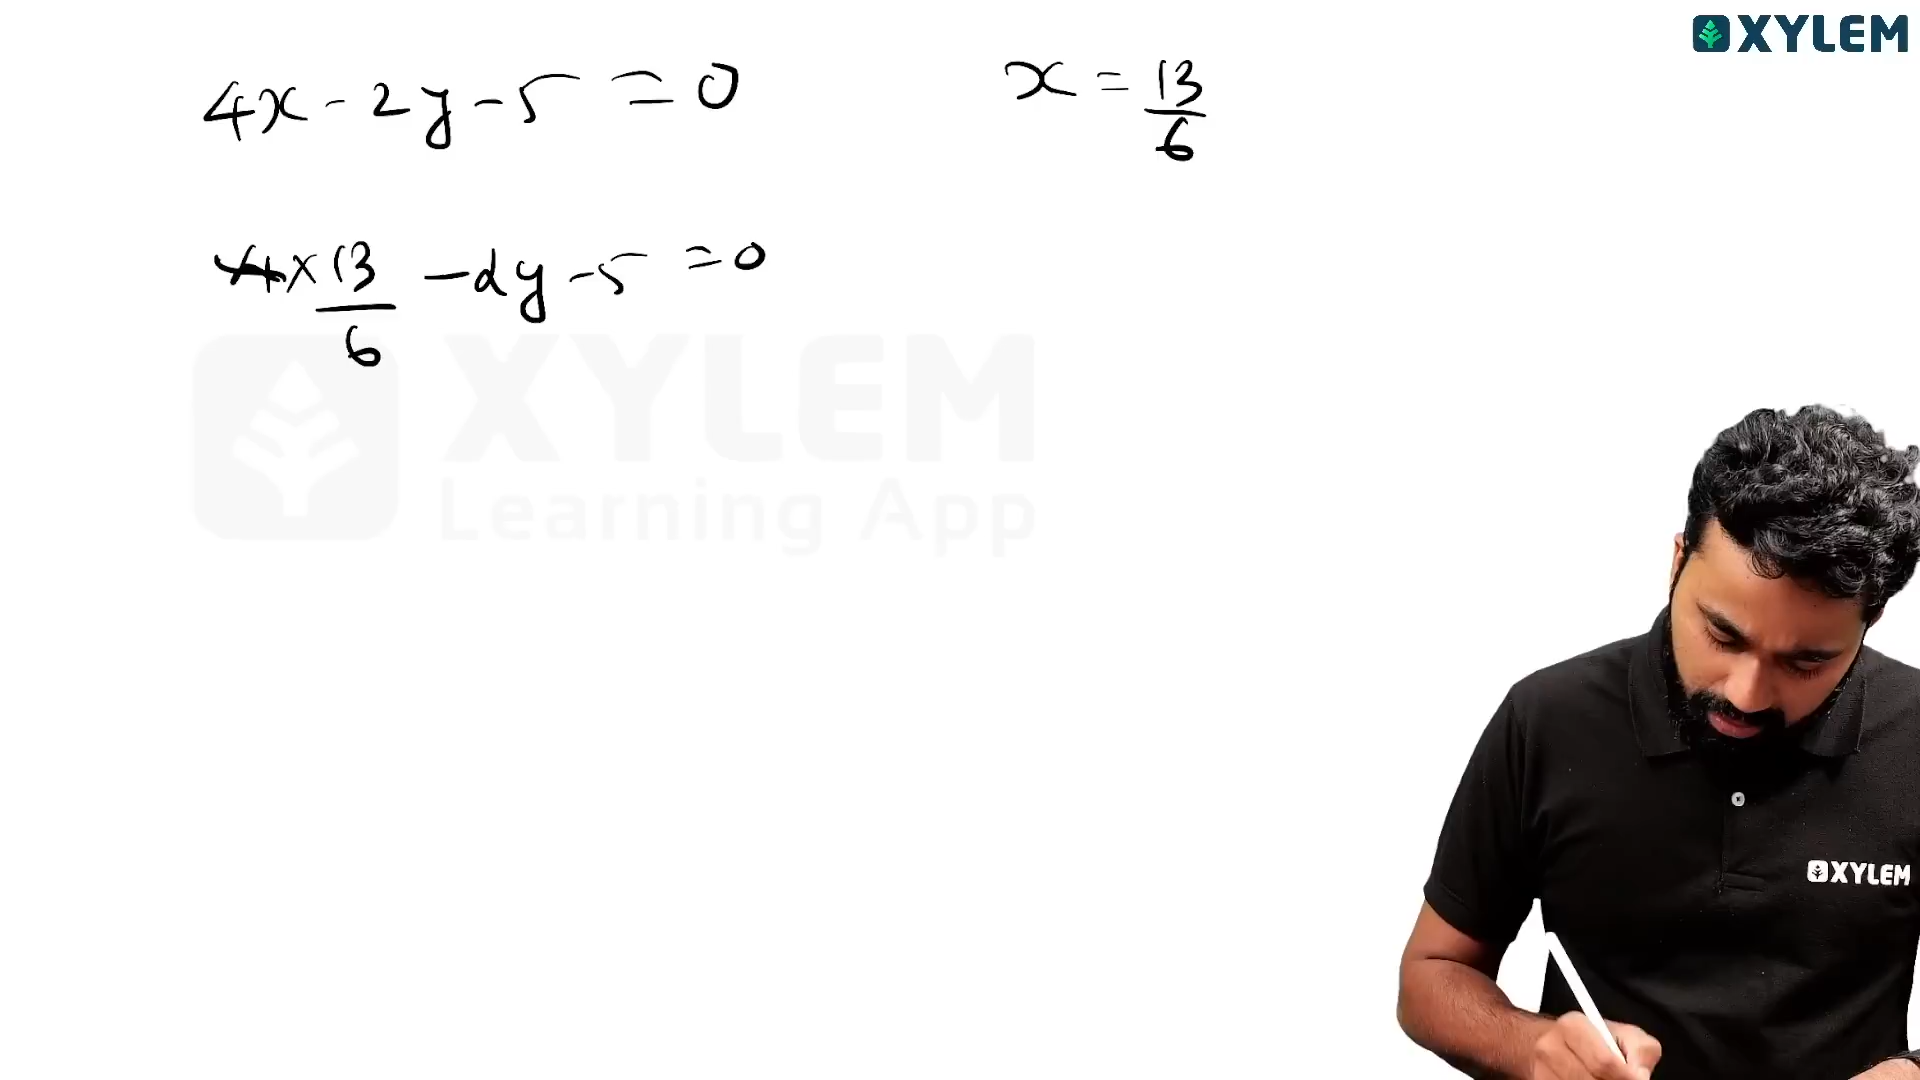 XYLEM
4x - 2y - 5 = 0
x = 13/6
4 × 13/6 - 2y - 5 = 0
XYLEM
Learning App
XYLEM